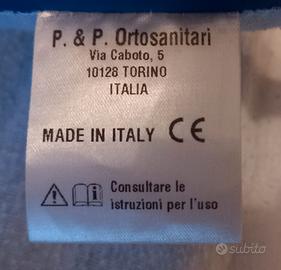 P. & P. Ortosanitari
Via Caboto, 5
10128 TORINO
ITALIA
MADE IN ITALY CE
Consultare le
istruzioni per l'uso
subito